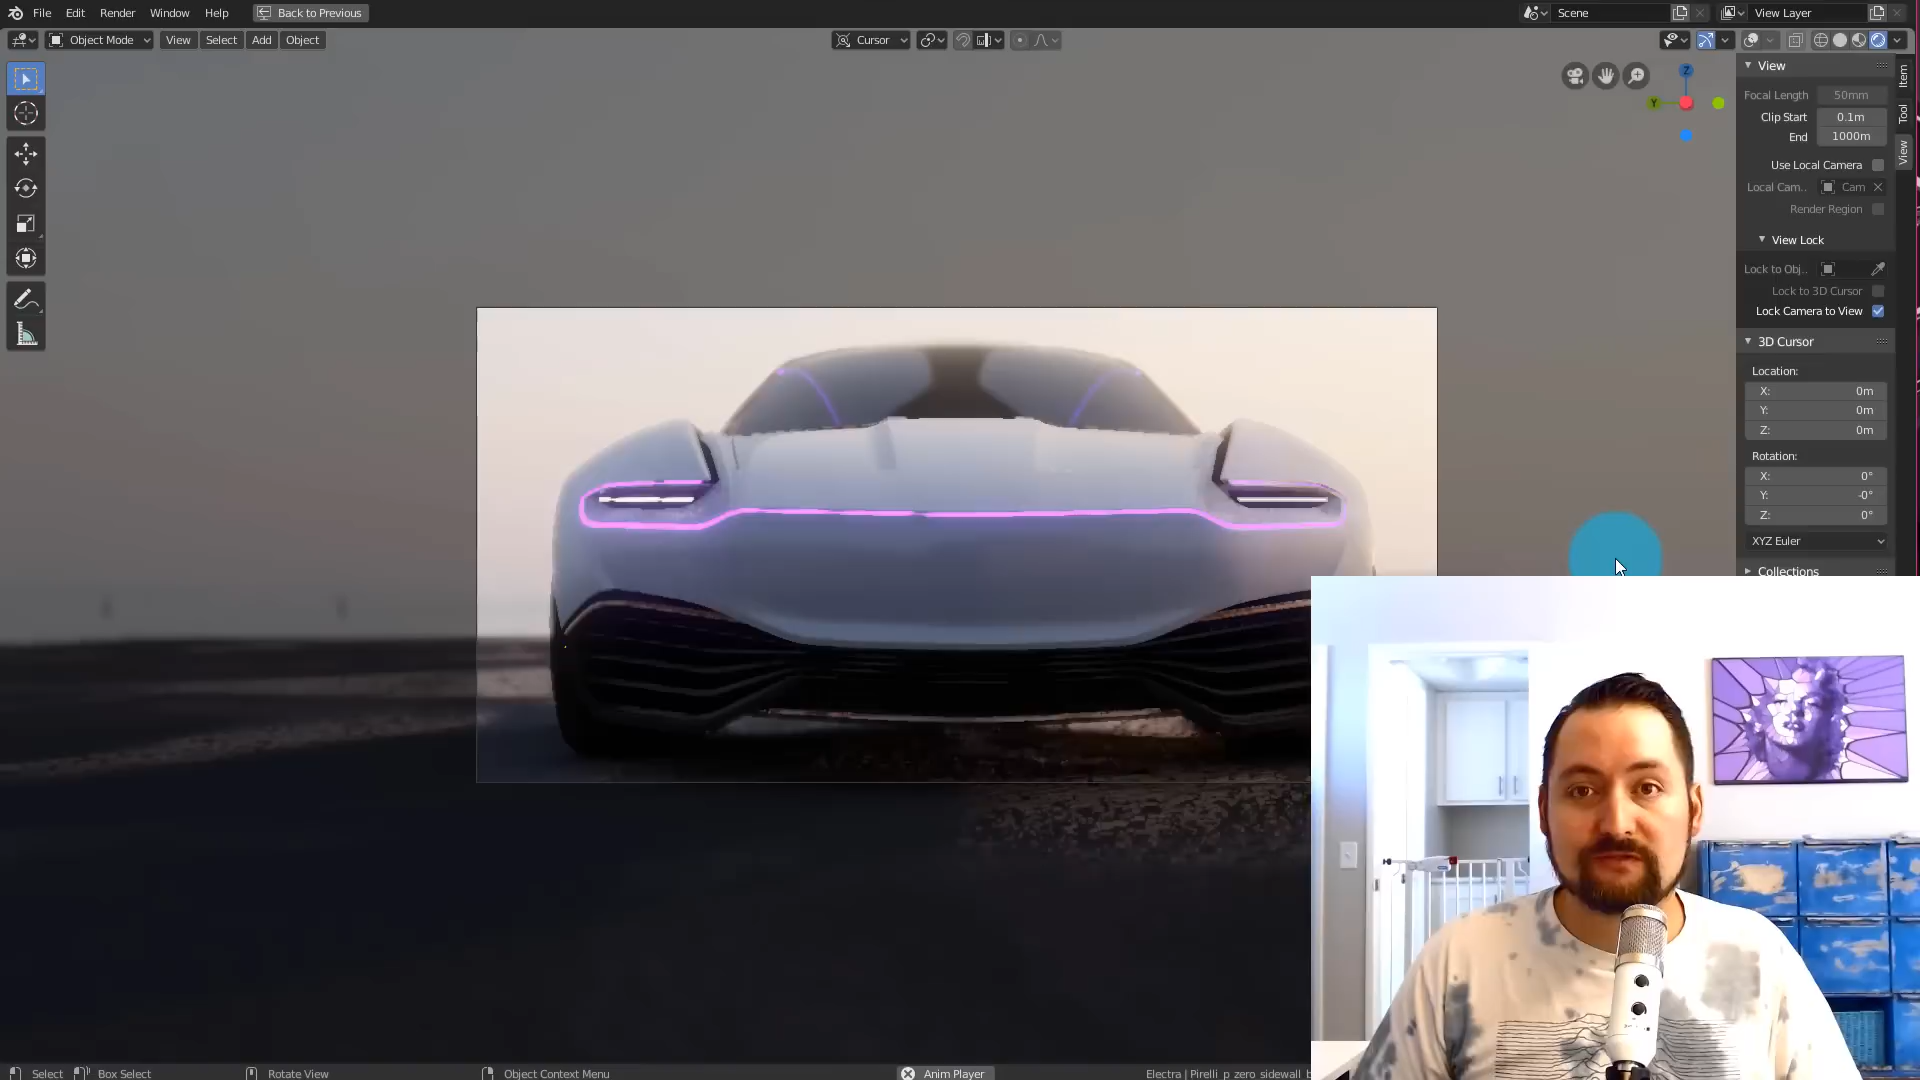 File Edit Render Window Help Back to Previous Scene View Layer
Object Mode View Select Add Object Cursor
View
Item
Tool
View
Focal Length 50mm
Clip Start 0.1m
End 1000m
Use Local Camera
Local Cam.. Cam
Render Region
View Lock
Lock to Obj..
Lock to 3D Cursor
Lock Camera to View
3D Cursor
Location:
X: 0m
Y: 0m
Z: 0m
Rotation:
X: 0°
Y: -0°
Z: 0°
XYZ Euler
Collections
Z
Y
Select Box Select Rotate View Object Context Menu Anim Player Electra | Pirelli_p_zero_sidewall_b